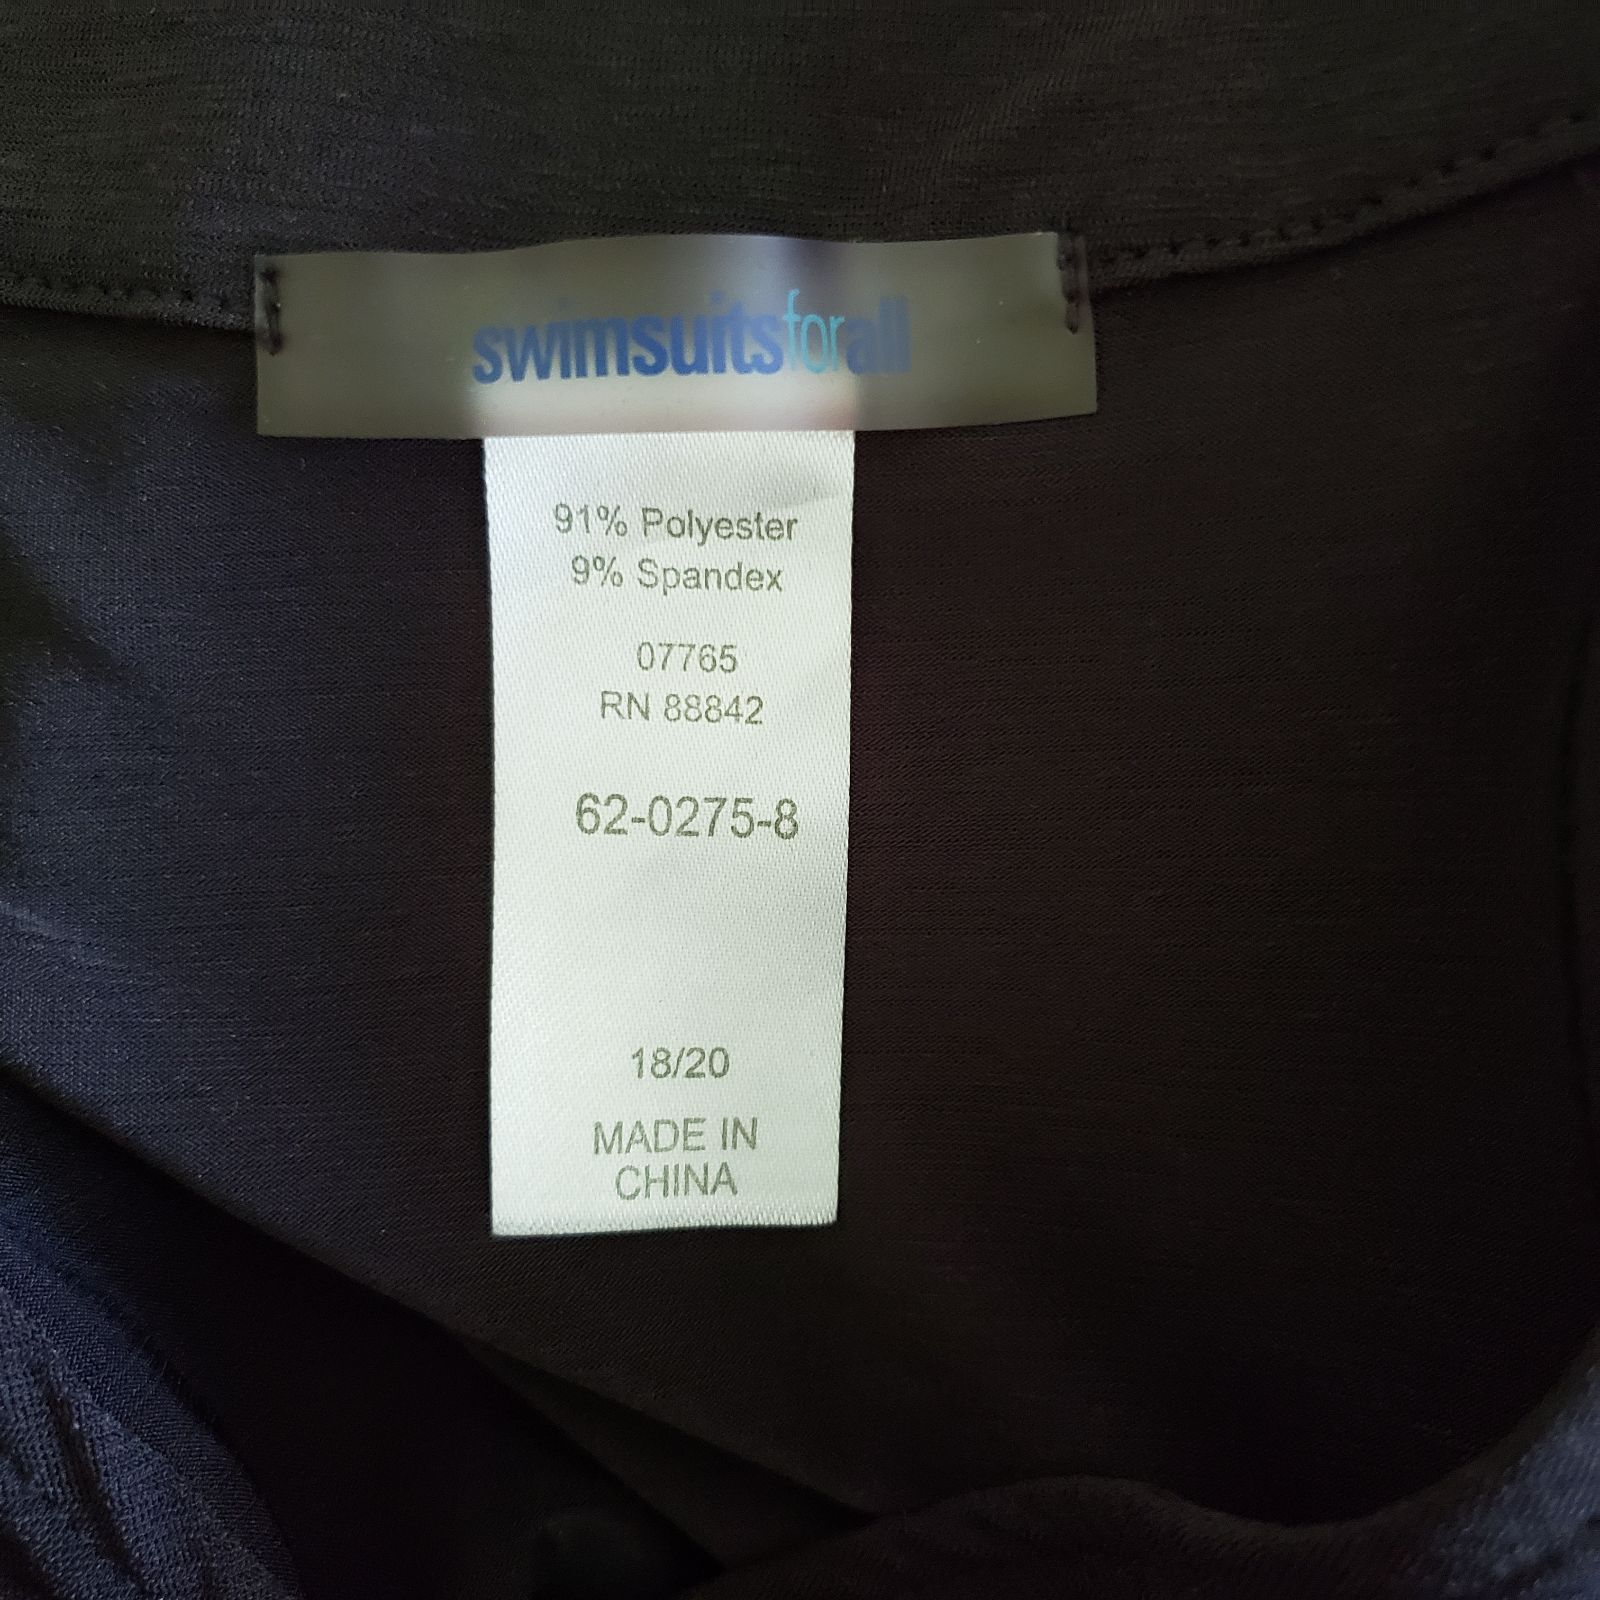 swimsuitsforall
91% Polyester
9% Spandex
07765
RN 88842
62-0275-8
18/20
MADE IN
CHINA